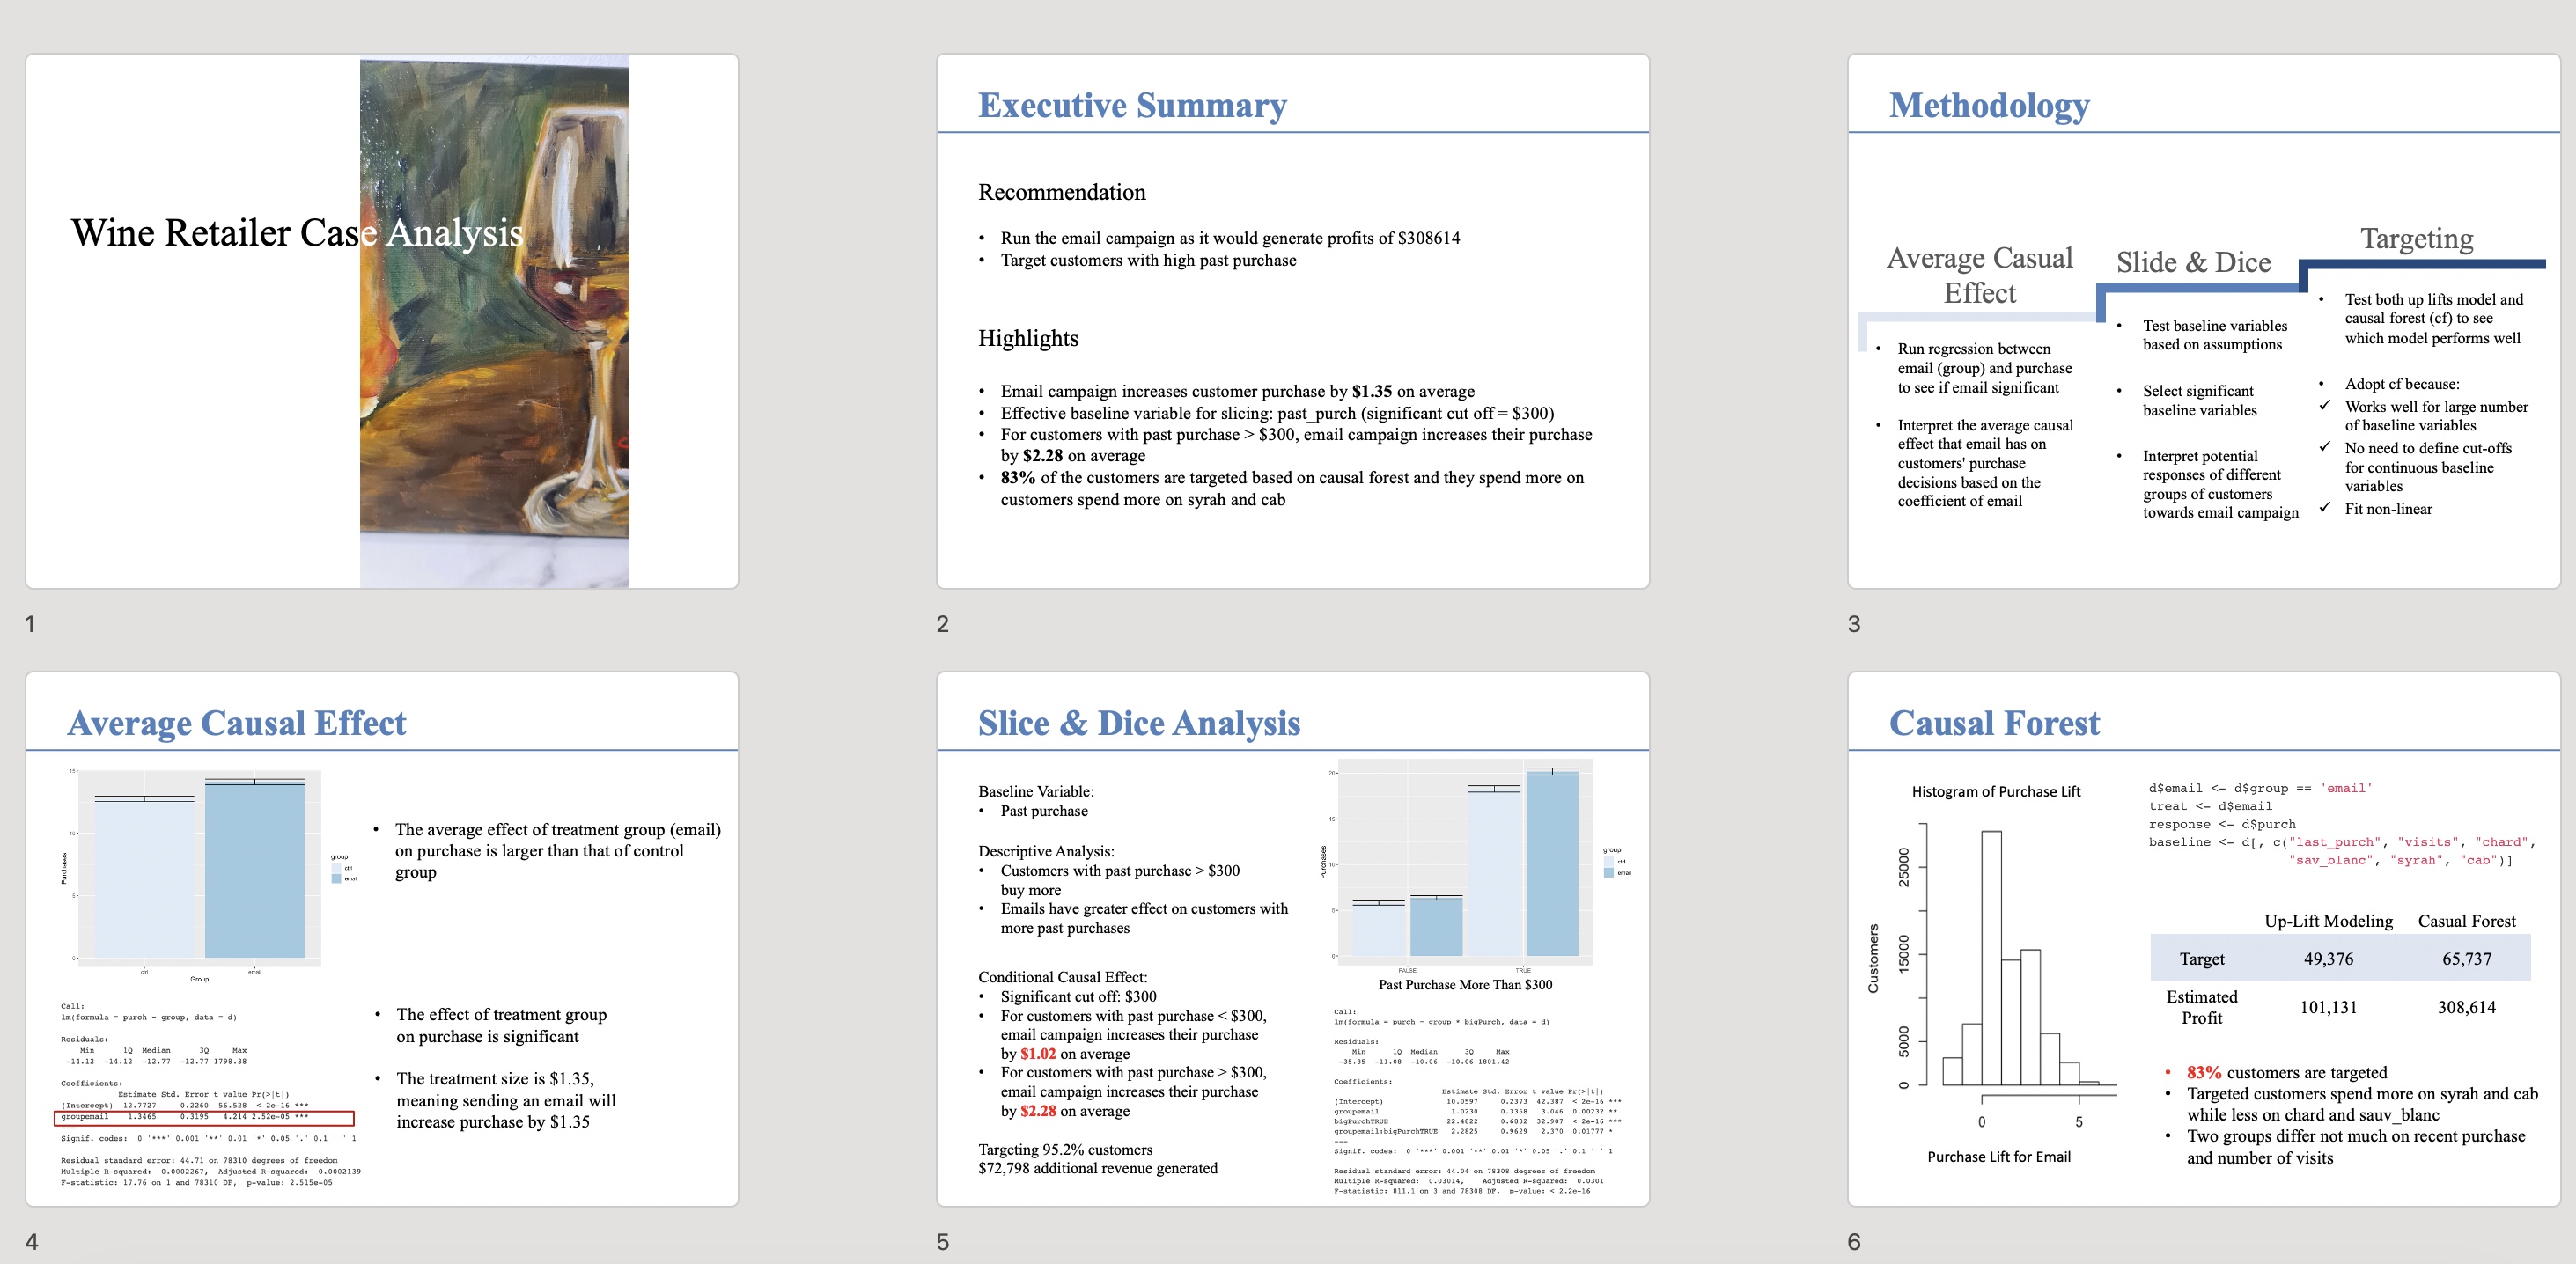 Wine Retailer Case Analysis
1
Executive Summary
Recommendation
• Run the email campaign as it would generate profits of $308614
• Target customers with high past purchase
Highlights
• Email campaign increases customer purchase by $1.35 on average
• Effective baseline variable for slicing: past_purch (significant cut off = $300)
• For customers with past purchase > $300, email campaign increases their purchase
by $2.28 on average
• 83% of the customers are targeted based on causal forest and they spend more on
customers spend more on syrah and cab
2
Methodology
Average Casual
Effect
• Run regression between
email (group) and purchase
to see if email significant
• Interpret the average causal
effect that email has on
customers' purchase
decisions based on the
coefficient of email
Slide & Dice
• Test baseline variables
based on assumptions
• Select significant
baseline variables
• Interpret potential
responses of different
groups of customers
towards email campaign
Targeting
• Test both up lifts model and
causal forest (cf) to see
which model performs well
• Adopt cf because:
✓ Works well for large number
of baseline variables
✓ No need to define cut-offs
for continuous baseline
variables
✓ Fit non-linear
3
Average Causal Effect
15
10
5
0
Purchases
ctrl email
Group
group
ctrl
email
• The average effect of treatment group (email)
on purchase is larger than that of control
group
Call:
lm(formula = purch ~ group, data = d)
Residuals:
Min 1Q Median 3Q Max
-14.12 -14.12 -12.77 -12.77 1798.38
Coefficients:
Estimate Std. Error t value Pr(>|t|)
(Intercept) 12.7727 0.2260 56.528 < 2e-16 ***
groupemail 1.3465 0.3195 4.214 2.52e-05 ***
---
Signif. codes: 0 '***' 0.001 '**' 0.01 '*' 0.05 '.' 0.1 ' ' 1
Residual standard error: 44.71 on 78310 degrees of freedom
Multiple R-squared: 0.0002267, Adjusted R-squared: 0.0002139
F-statistic: 17.76 on 1 and 78310 DF, p-value: 2.515e-05
• The effect of treatment group
on purchase is significant
• The treatment size is $1.35,
meaning sending an email will
increase purchase by $1.35
4
Slice & Dice Analysis
Baseline Variable:
• Past purchase
Descriptive Analysis:
• Customers with past purchase > $300
buy more
• Emails have greater effect on customers with
more past purchases
Conditional Causal Effect:
• Significant cut off: $300
• For customers with past purchase < $300,
email campaign increases their purchase
by $1.02 on average
• For customers with past purchase > $300,
email campaign increases their purchase
by $2.28 on average
Targeting 95.2% customers
$72,798 additional revenue generated
20
15
10
5
0
Purchases
FALSE TRUE
group
ctrl
email
Past Purchase More Than $300
Call:
lm(formula = purch ~ group * bigPurch, data = d)
Residuals:
Min 1Q Median 3Q Max
-35.85 -11.08 -10.06 -10.06 1801.42
Coefficients:
Estimate Std. Error t value Pr(>|t|)
(Intercept) 10.0597 0.2373 42.387 < 2e-16 ***
groupemail 1.0230 0.3358 3.046 0.00232 **
bigPurchTRUE 22.4822 0.6832 32.907 < 2e-16 ***
groupemail:bigPurchTRUE 2.2825 0.9629 2.370 0.01777 *
---
Signif. codes: 0 '***' 0.001 '**' 0.01 '*' 0.05 '.' 0.1 ' ' 1
Residual standard error: 44.04 on 78308 degrees of freedom
Multiple R-squared: 0.03014, Adjusted R-squared: 0.0301
F-statistic: 811.1 on 3 and 78308 DF, p-value: < 2.2e-16
5
Causal Forest
Histogram of Purchase Lift
Customers
25000
15000
5000
0
0 5
Purchase Lift for Email
d$email <- d$group == 'email'
treat <- d$email
response <- d$purch
baseline <- d[, c("last_purch", "visits", "chard",
"sav_blanc", "syrah", "cab")]
Up-Lift Modeling Casual Forest
Target 49,376 65,737
Estimated
Profit 101,131 308,614
• 83% customers are targeted
• Targeted customers spend more on syrah and cab
while less on chard and sauv_blanc
• Two groups differ not much on recent purchase
and number of visits
6